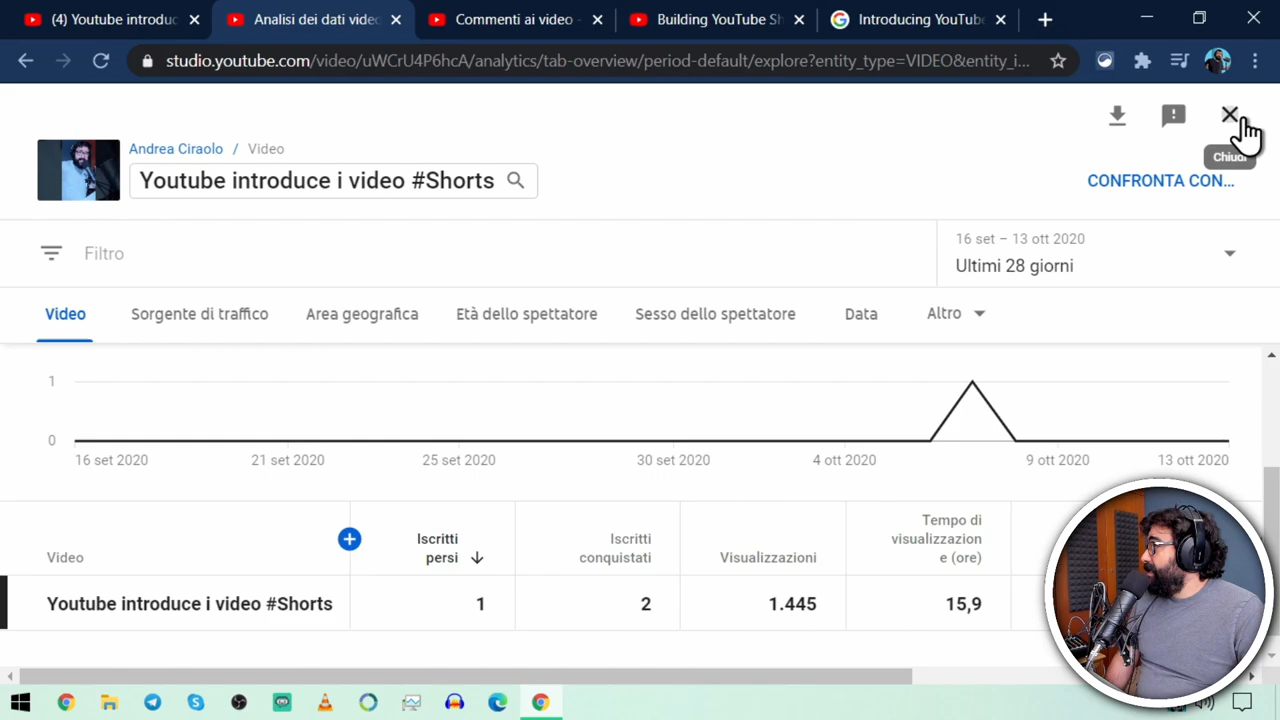 (4) Youtube introduc
Analisi dei dati video
Commenti ai video -
Building YouTube Sh
Introducing YouTube
studio.youtube.com/video/uWCrU4P6hcA/analytics/tab-overview/period-default/explore?entity_type=VIDEO&entity_i...
Andrea Ciraolo / Video
Youtube introduce i video #Shorts
Chiudi
CONFRONTA CON...
Filtro
16 set – 13 ott 2020
Ultimi 28 giorni
Video
Sorgente di traffico
Area geografica
Età dello spettatore
Sesso dello spettatore
Data
Altro
1
0
16 set 2020
21 set 2020
25 set 2020
30 set 2020
4 ott 2020
9 ott 2020
13 ott 2020
Video
Iscritti
persi
Iscritti
conquistati
Visualizzazioni
Tempo di
visualizzazion
e (ore)
Youtube introduce i video #Shorts
1
2
1.445
15,9